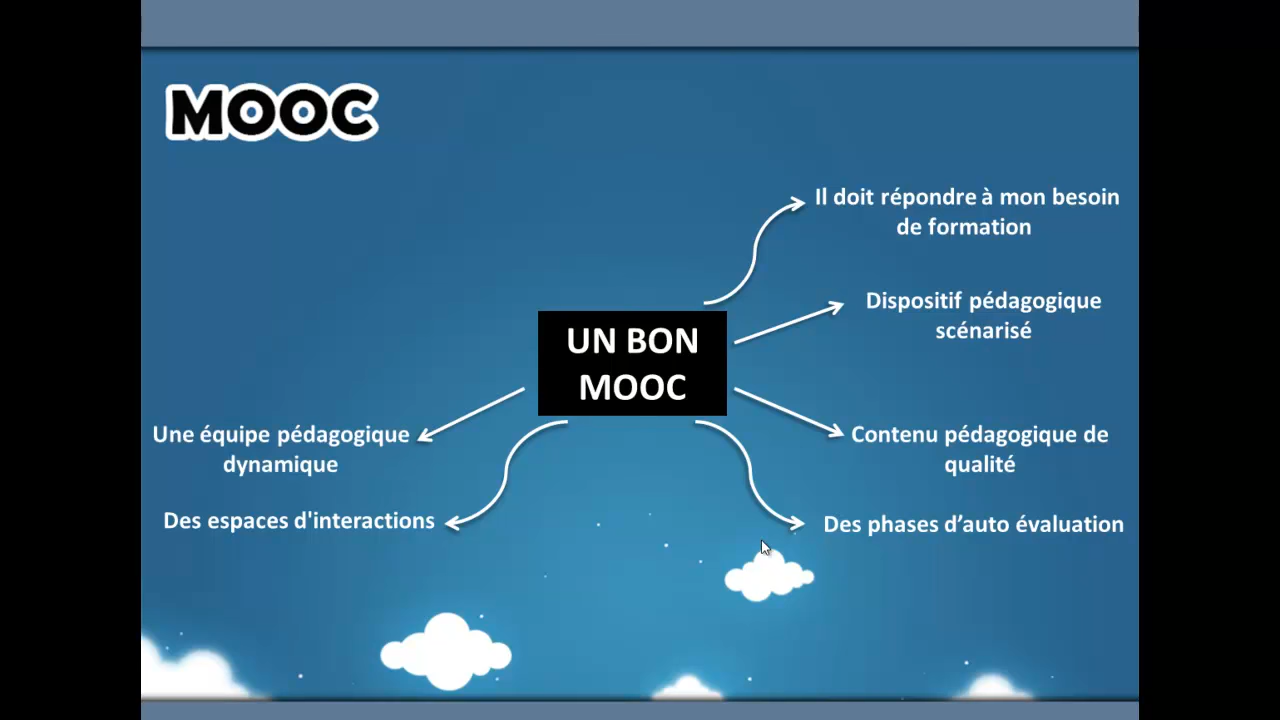 MOOC
Il doit répondre à mon besoin
de formation
Dispositif pédagogique
scénarisé
UN BON
MOOC
Une équipe pédagogique
dynamique
Contenu pédagogique de
qualité
Des espaces d'interactions
Des phases d’auto évaluation